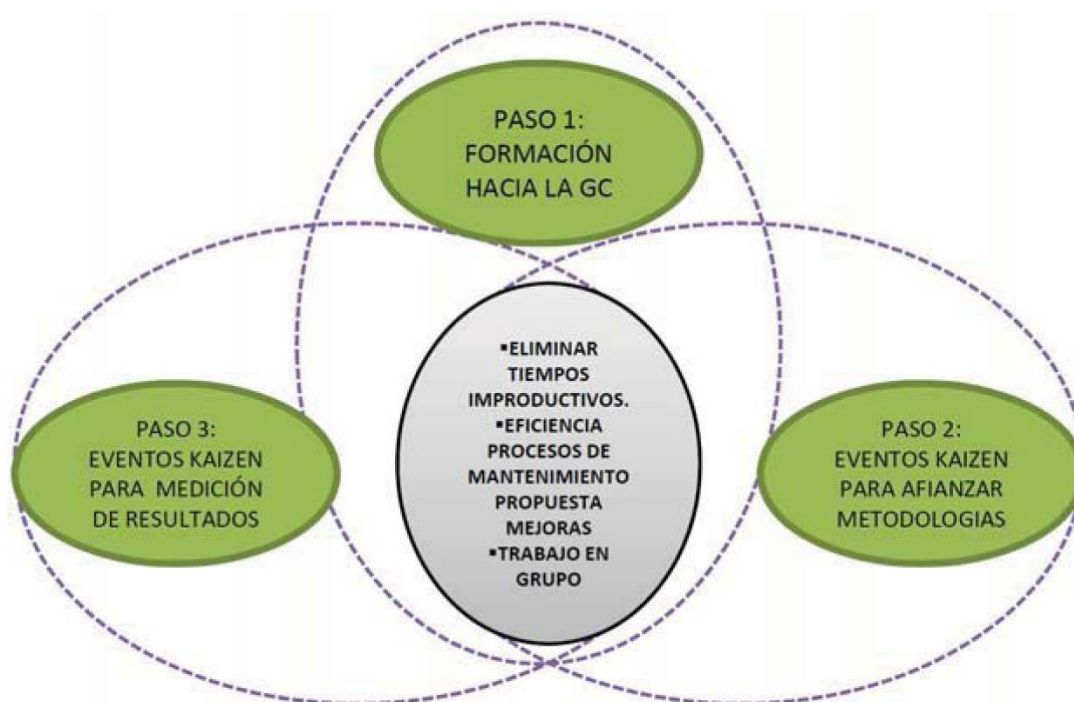 PASO 1:
FORMACIÓN
HACIA LA GC
▪ELIMINAR
TIEMPOS
IMPRODUCTIVOS.
▪EFICIENCIA
PROCESOS DE
MANTENIMIENTO
PROPUESTA
MEJORAS
▪TRABAJO EN
GRUPO
PASO 3:
EVENTOS KAIZEN
PARA MEDICIÓN
DE RESULTADOS
PASO 2:
EVENTOS KAIZEN
PARA AFIANZAR
METODOLOGIAS